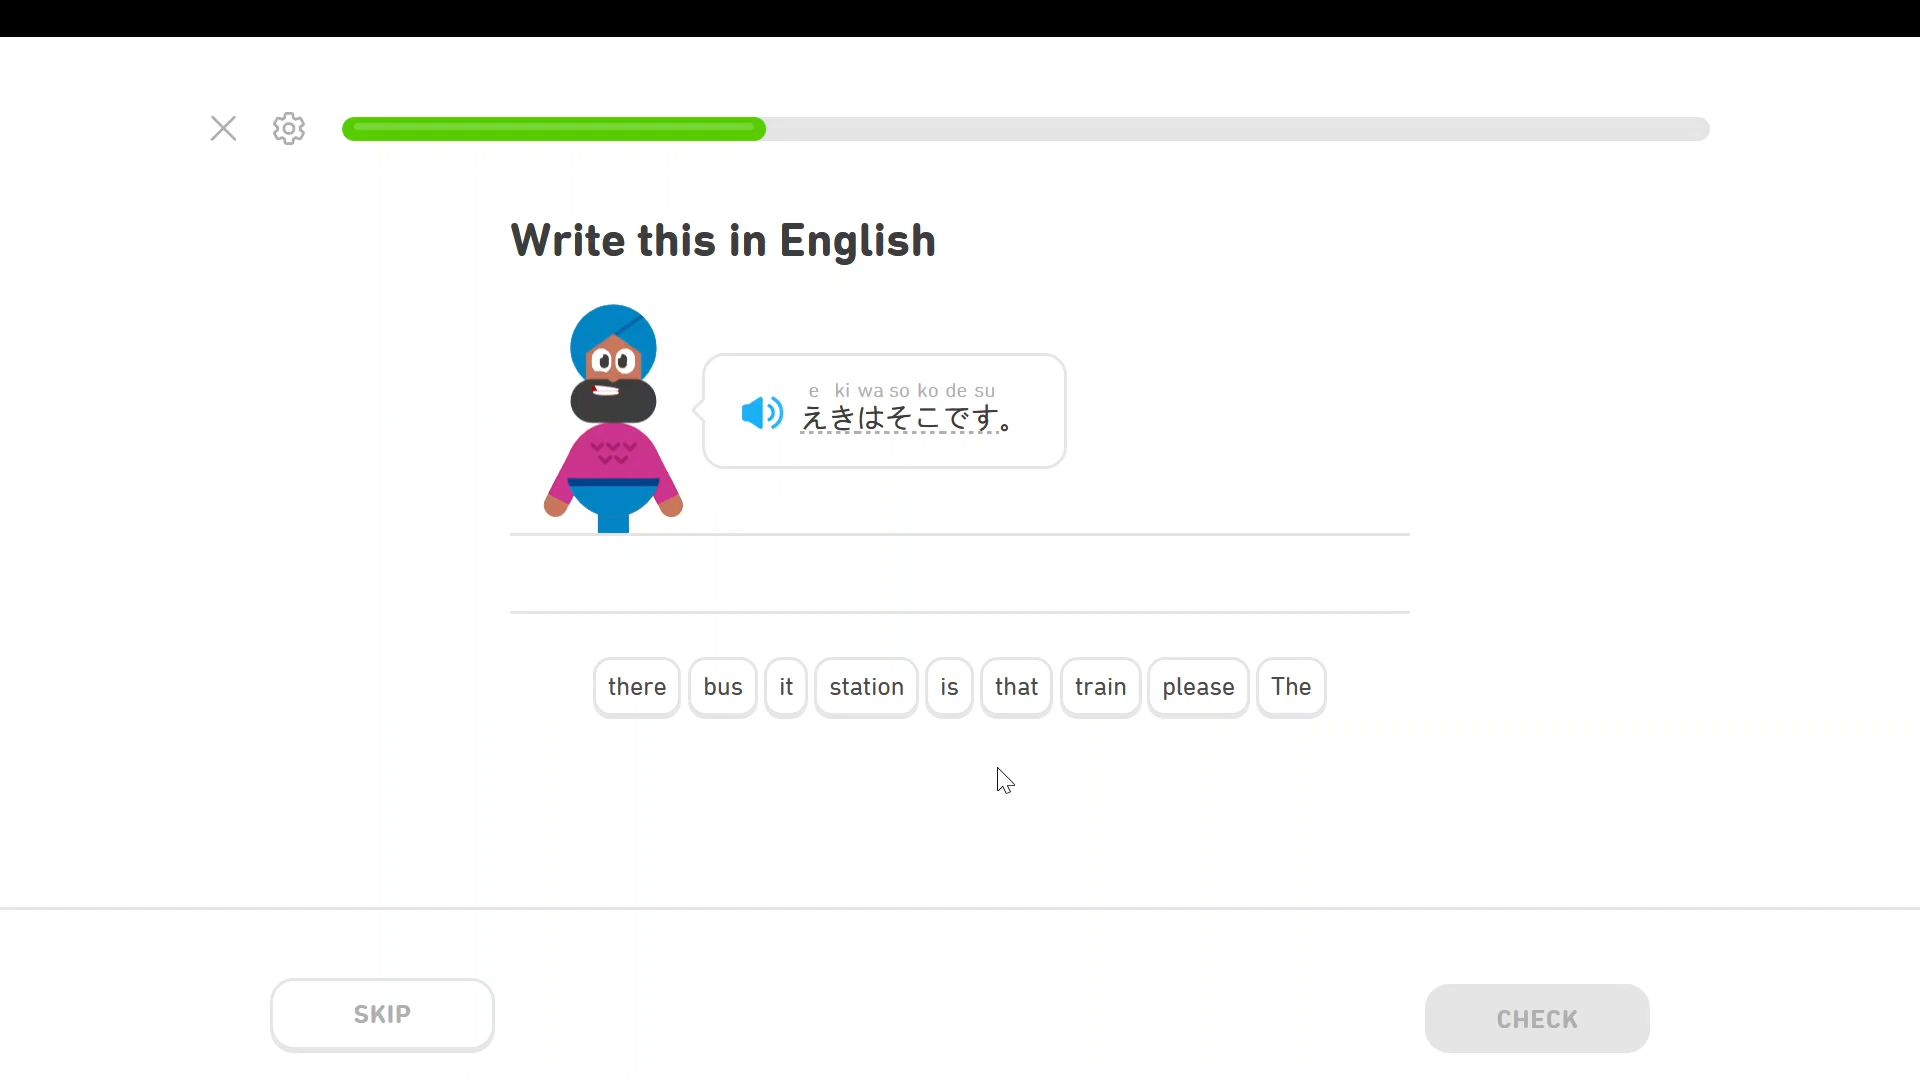 Write this in English
e ki wa so ko de su
えきはそこです。
there bus it station is that train please The
SKIP
CHECK